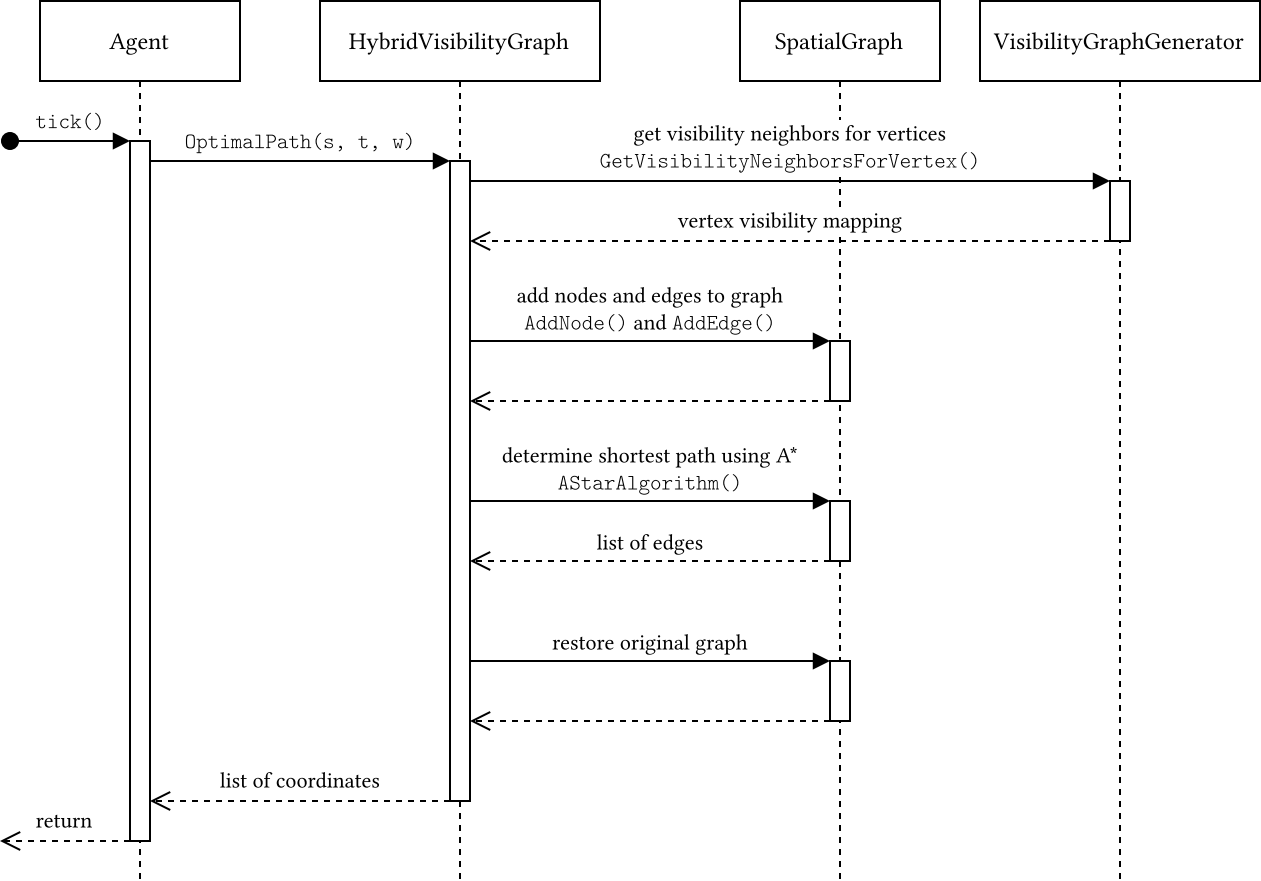 Agent
HybridVisibilityGraph
SpatialGraph
VisibilityGraphGenerator
tick()
OptimalPath(s, t, w)
get visibility neighbors for vertices
GetVisibilityNeighborsForVertex()
vertex visibility mapping
add nodes and edges to graph
AddNode() and AddEdge()
determine shortest path using A*
AStarAlgorithm()
list of edges
restore original graph
list of coordinates
return